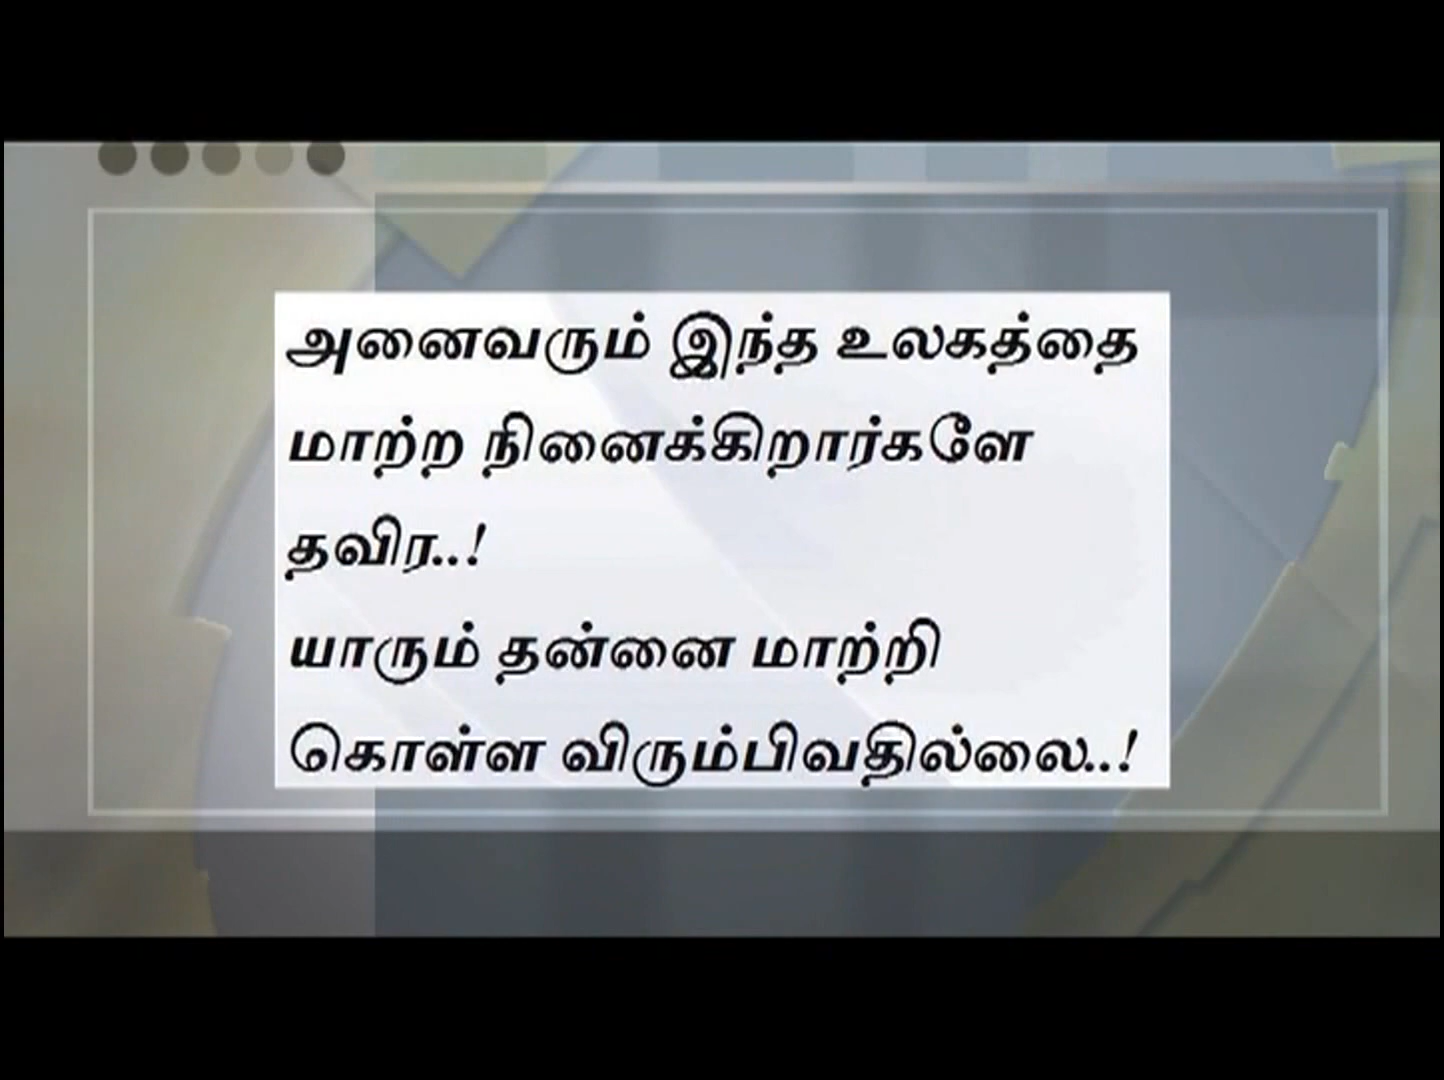 அனைவரும் இந்த உலகத்தை
மாற்ற நினைக்கிறார்களே
தவிர..!
யாரும் தன்னை மாற்றி
கொள்ள விரும்பிவதில்லை..!